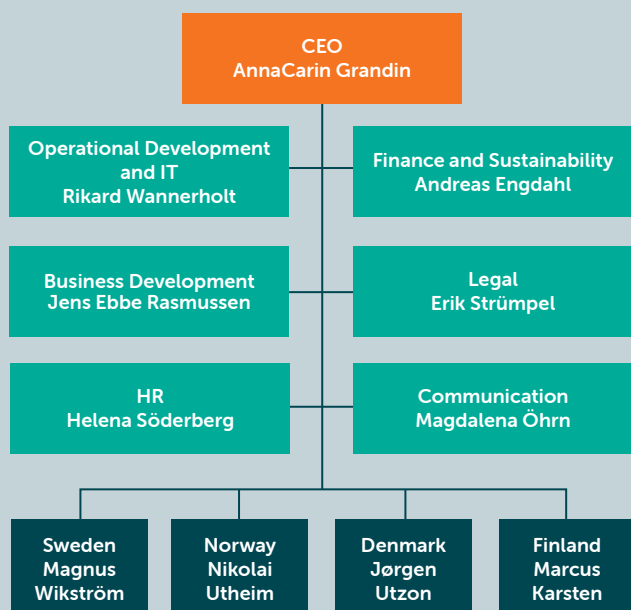 CEO
AnnaCarin Grandin
Operational Development
and IT
Rikard Wannerholt
Finance and Sustainability
Andreas Engdahl
Business Development
Jens Ebbe Rasmussen
Legal
Erik Strümpel
HR
Helena Söderberg
Communication
Magdalena Öhrn
Sweden
Magnus
Wikström
Norway
Nikolai
Utheim
Denmark
Jørgen
Utzon
Finland
Marcus
Karsten